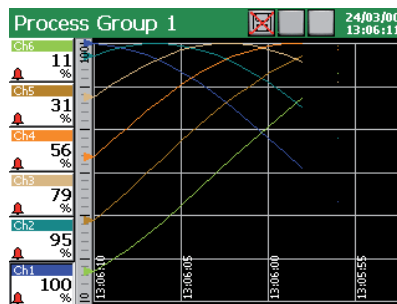 Process Group 1
24/03/00
13:06:11
Ch6
11
%
Ch5
31
%
Ch4
56
%
Ch3
79
%
Ch2
95
%
Ch1
100
%
100
0
13:06:10
13:06:05
13:06:00
13:05:55